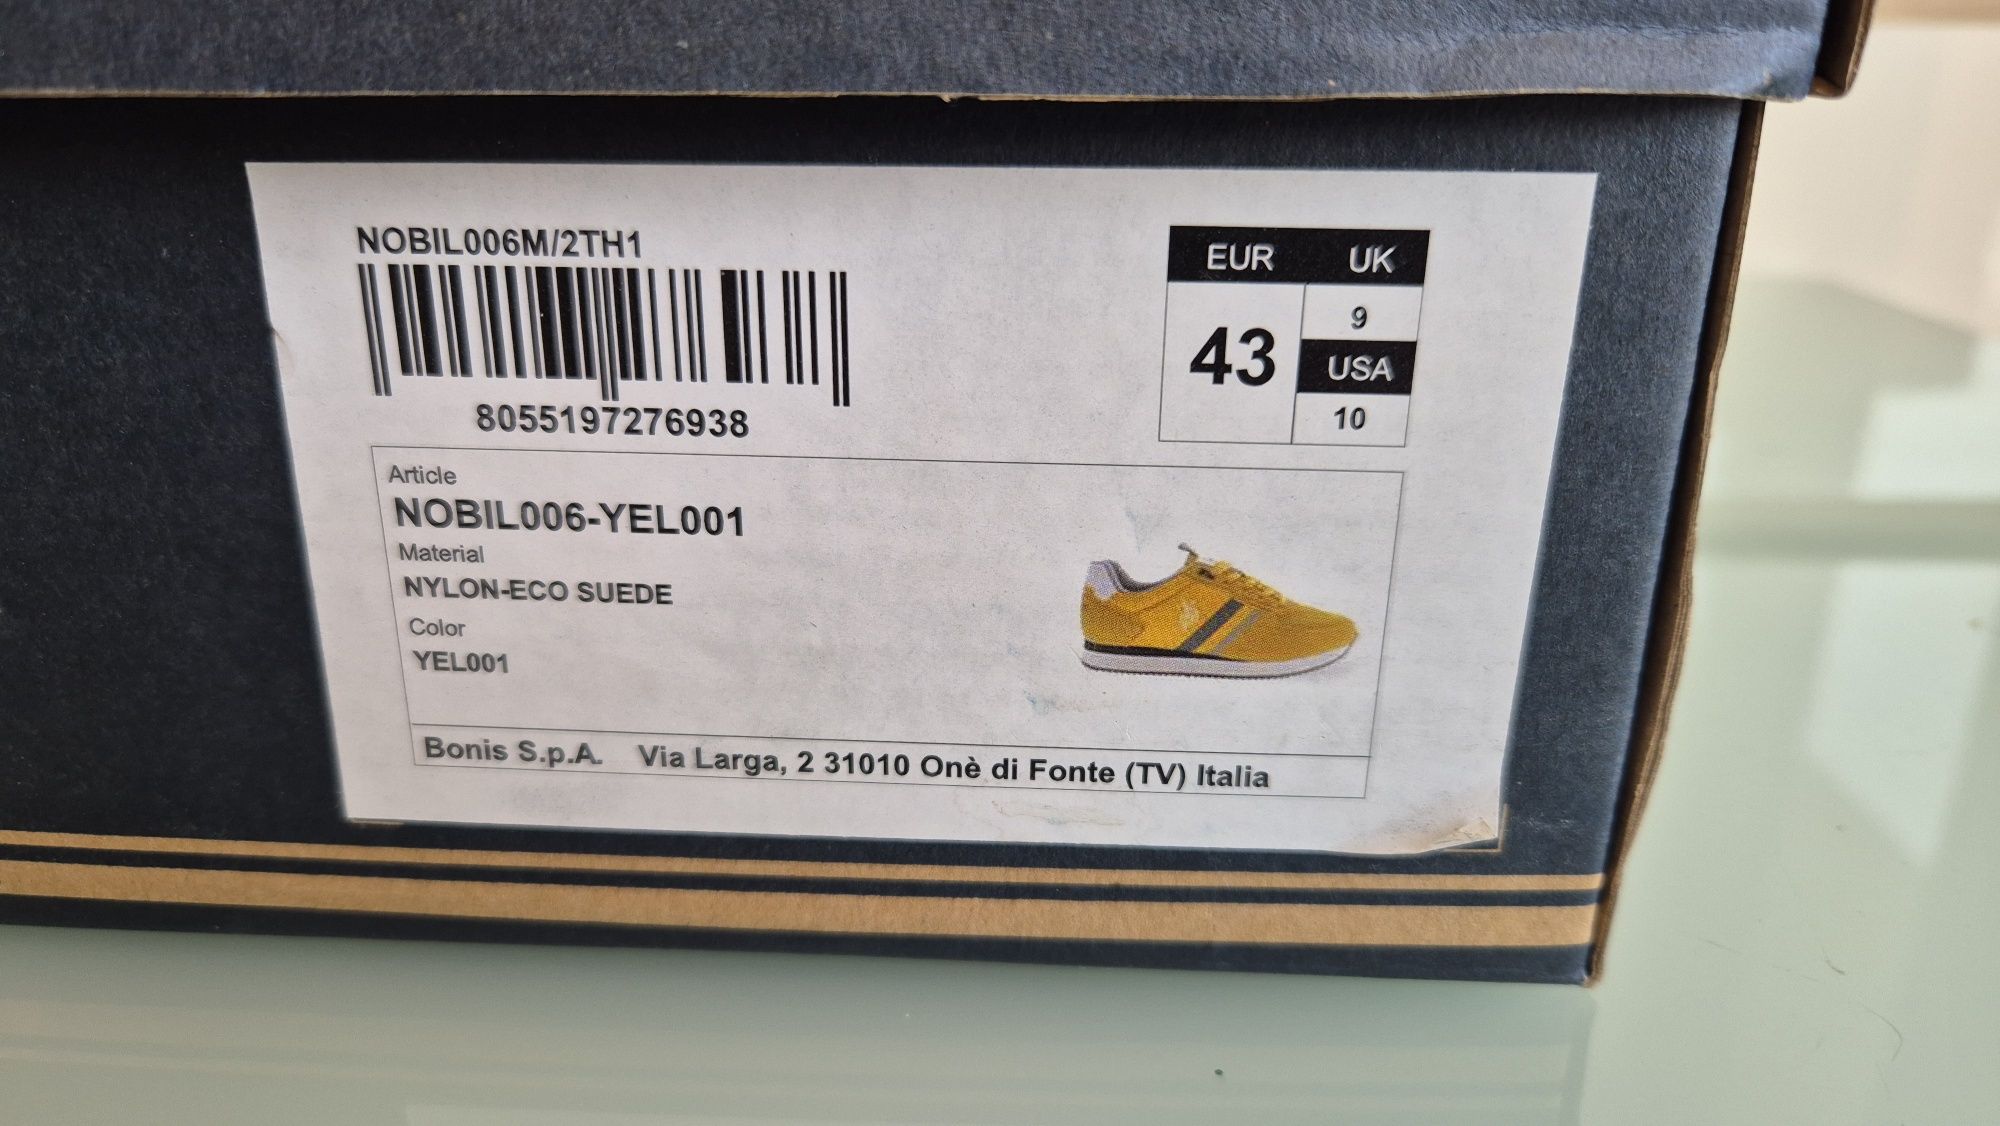 NOBIL006M/2TH1
8055197276938
EUR UK
43
9
USA
10
Article
NOBIL006-YEL001
Material
NYLON-ECO SUEDE
Color
YEL001
Bonis S.p.A. Via Larga, 2 31010 Onè di Fonte (TV) Italia